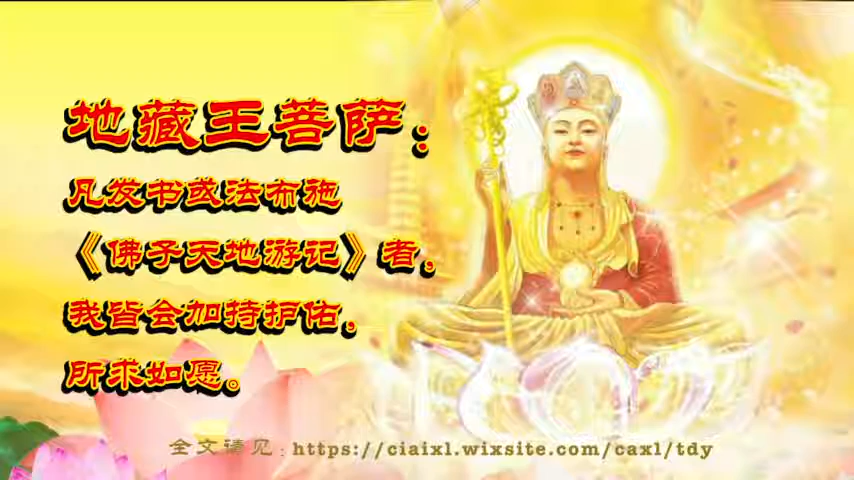 地藏王菩萨：
凡发书或法布施
《佛子天地游记》者，
我皆会加持护佑，
所求如愿。
全文请见：https://ciaixl.wixsite.com/caxl/tdy